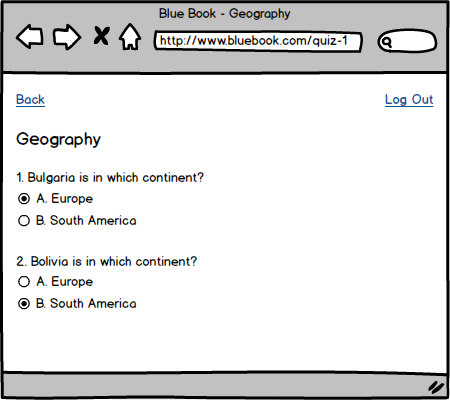 Blue Book - Geography
http://www.bluebook.com/quiz-1
Back
Log Out
Geography
1. Bulgaria is in which continent?
A. Europe
B. South America
2. Bolivia is in which continent?
A. Europe
B. South America